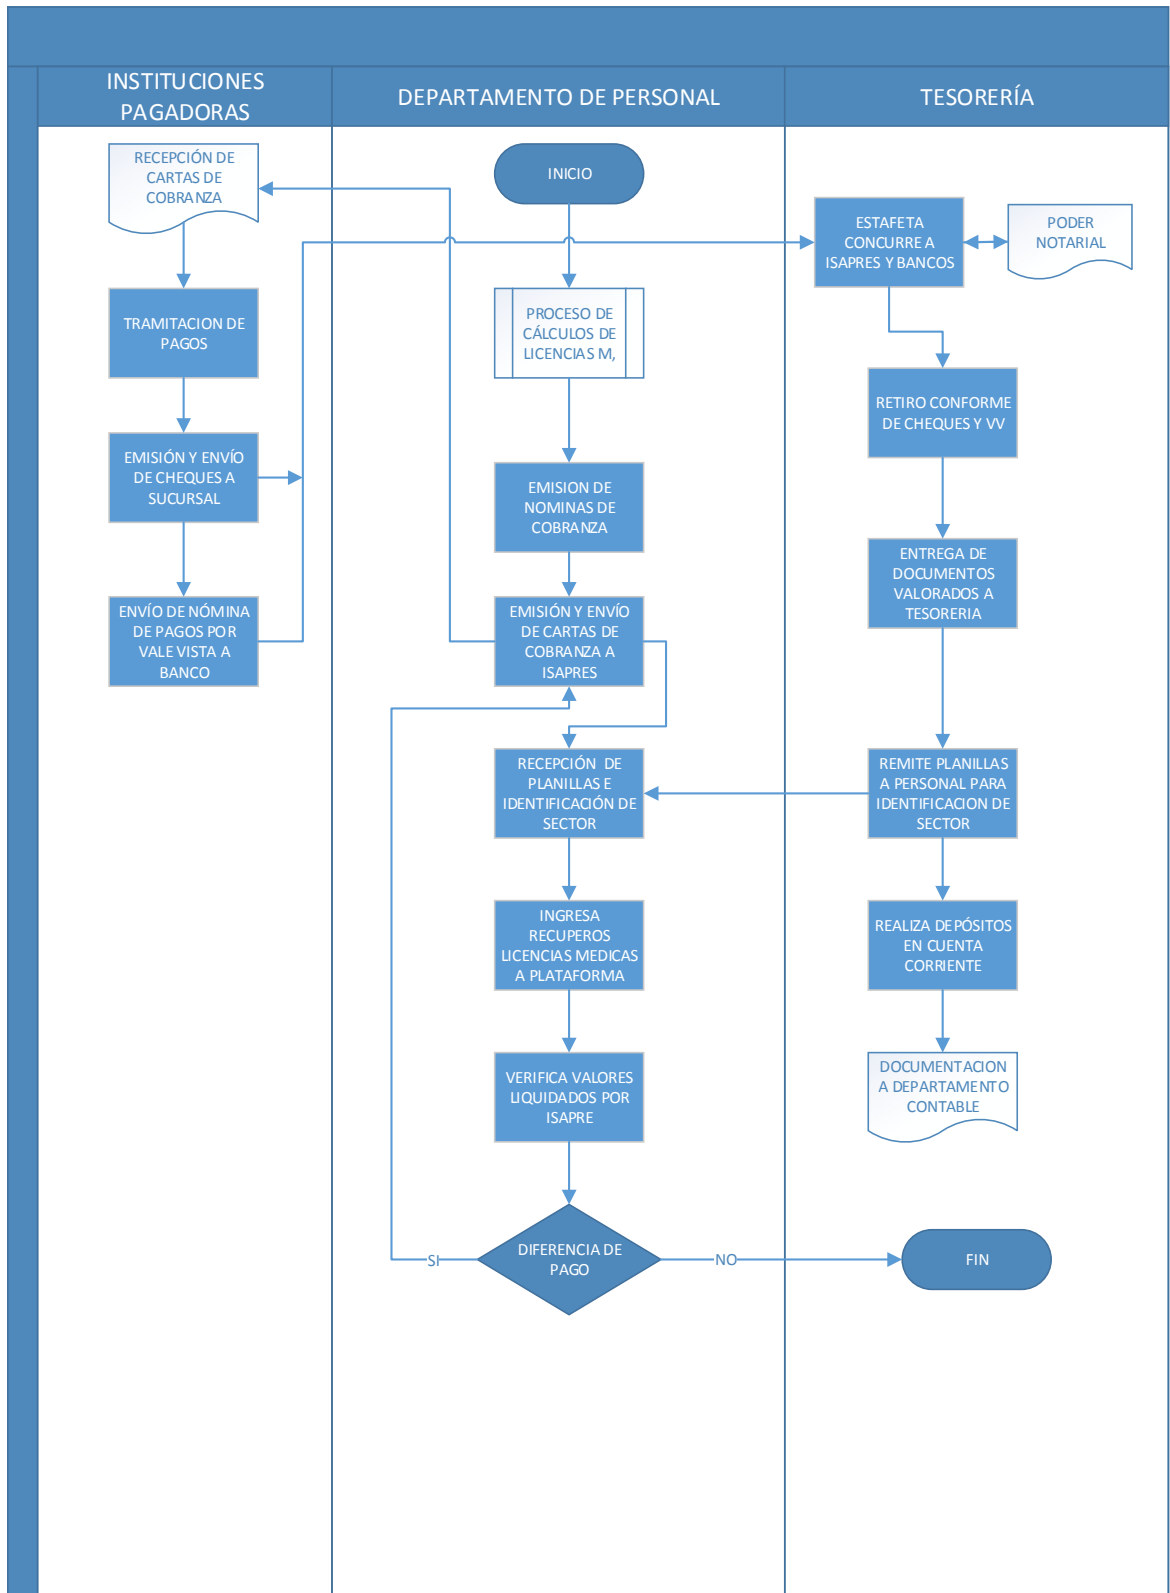 INSTITUCIONES
PAGADORAS
DEPARTAMENTO DE PERSONAL
TESORERÍA
RECEPCIÓN DE
CARTAS DE
COBRANZA
TRAMITACION DE
PAGOS
EMISIÓN Y ENVÍO
DE CHEQUES A
SUCURSAL
ENVÍO DE NÓMINA
DE PAGOS POR
VALE VISTA A
BANCO
INICIO
PROCESO DE
CÁLCULOS DE
LICENCIAS M,
EMISION DE
NOMINAS DE
COBRANZA
EMISIÓN Y ENVÍO
DE CARTAS DE
COBRANZA A
ISAPRES
RECEPCIÓN DE
PLANILLAS E
IDENTIFICACIÓN DE
SECTOR
INGRESA
RECUPEROS
LICENCIAS MEDICAS
A PLATAFORMA
VERIFICA VALORES
LIQUIDADOS POR
ISAPRE
DIFERENCIA DE
PAGO
SI
NO
ESTAFETA
CONCURRE A
ISAPRES Y BANCOS
PODER
NOTARIAL
RETIRO CONFORME
DE CHEQUES Y VV
ENTREGA DE
DOCUMENTOS
VALORADOS A
TESORERIA
REMITE PLANILLAS
A PERSONAL PARA
IDENTIFICACION DE
SECTOR
REALIZA DEPÓSITOS
EN CUENTA
CORRIENTE
DOCUMENTACION
A DEPARTAMENTO
CONTABLE
FIN